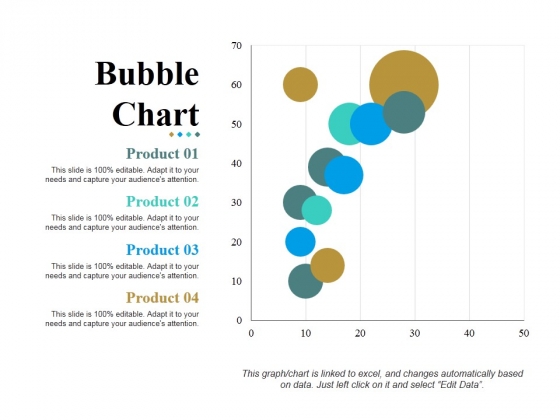 Bubble
Chart
Product 01
This slide is 100% editable. Adapt it to your
needs and capture your audience's attention.
Product 02
This slide is 100% editable. Adapt it to your
needs and capture your audience's attention.
Product 03
This slide is 100% editable. Adapt it to your
needs and capture your audience's attention.
Product 04
This slide is 100% editable. Adapt it to your
needs and capture your audience's attention.
70
60
50
40
30
20
10
0
0 10 20 30 40 50
This graph/chart is linked to excel, and changes automatically based
on data. Just left click on it and select “Edit Data”.